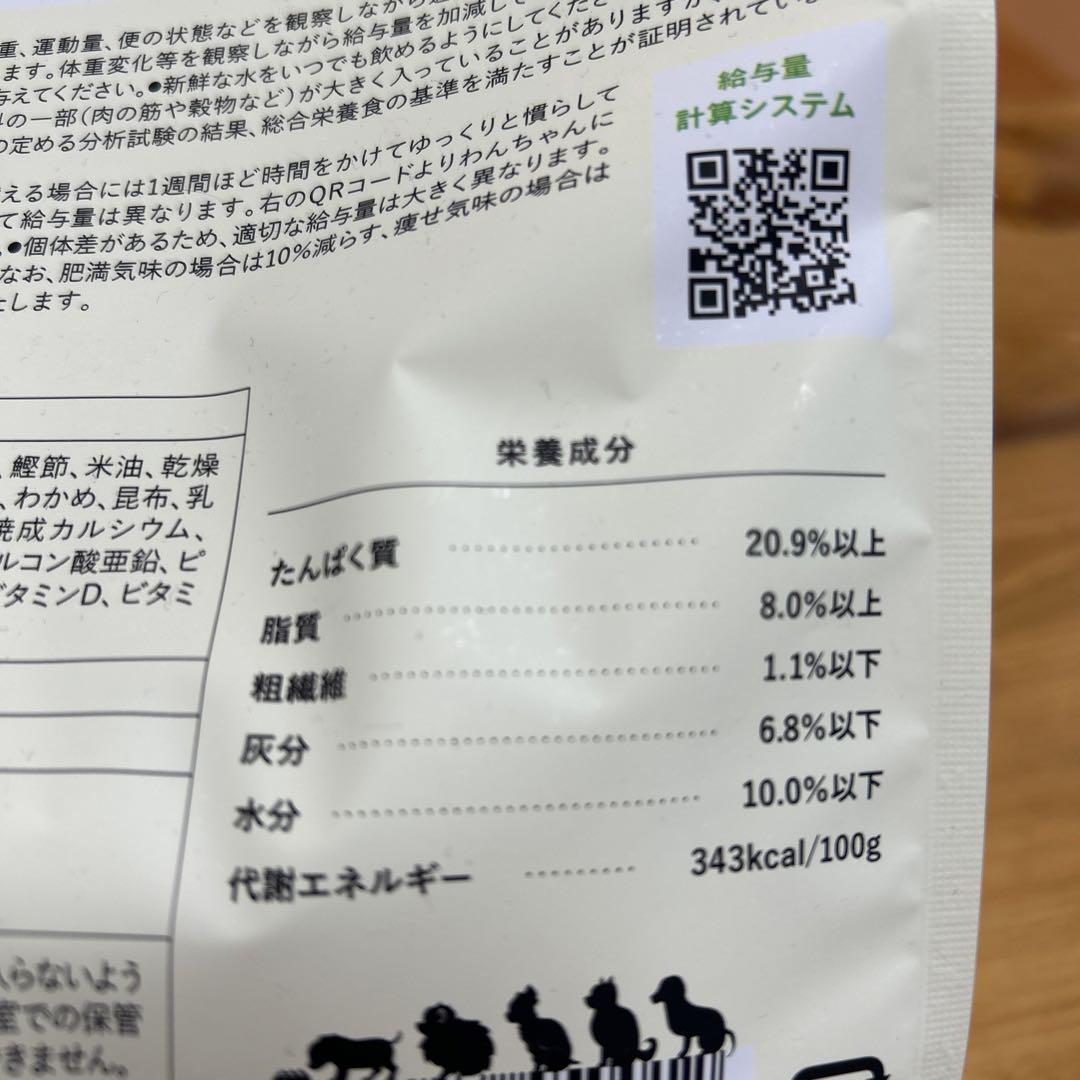 重、運動量、便の状態などを観察しながら
ます。体重変化等を観察しながら給与量を加減して
与えてください。●新鮮な水をいつでも飲めるようにしてくださ
の一部(肉の筋や穀物など)が大きく入っていることがありますが
の定める分析試験の結果、総合栄養食の基準を満たすことが証明されてい
える場合には1週間ほど時間をかけてゆっくりと慣らして
て給与量は異なります。右のQRコードよりわんちゃんに
●個体差があるため、適切な給与量は大きく異なります。
なお、肥満気味の場合は10%減らす、痩せ気味の場合は
たします。
給与量
計算システム
、鰹節、米油、乾燥
、わかめ、昆布、乳
焼成カルシウム、
ルコン酸亜鉛、ピ
ビタミンD、ビタミ
栄養成分
たんぱく質 20.9%以上
脂質 8.0%以上
粗繊維 1.1%以下
灰分 6.8%以下
水分 10.0%以下
代謝エネルギー 343kcal/100g
入らないよう
室での保管
できません。